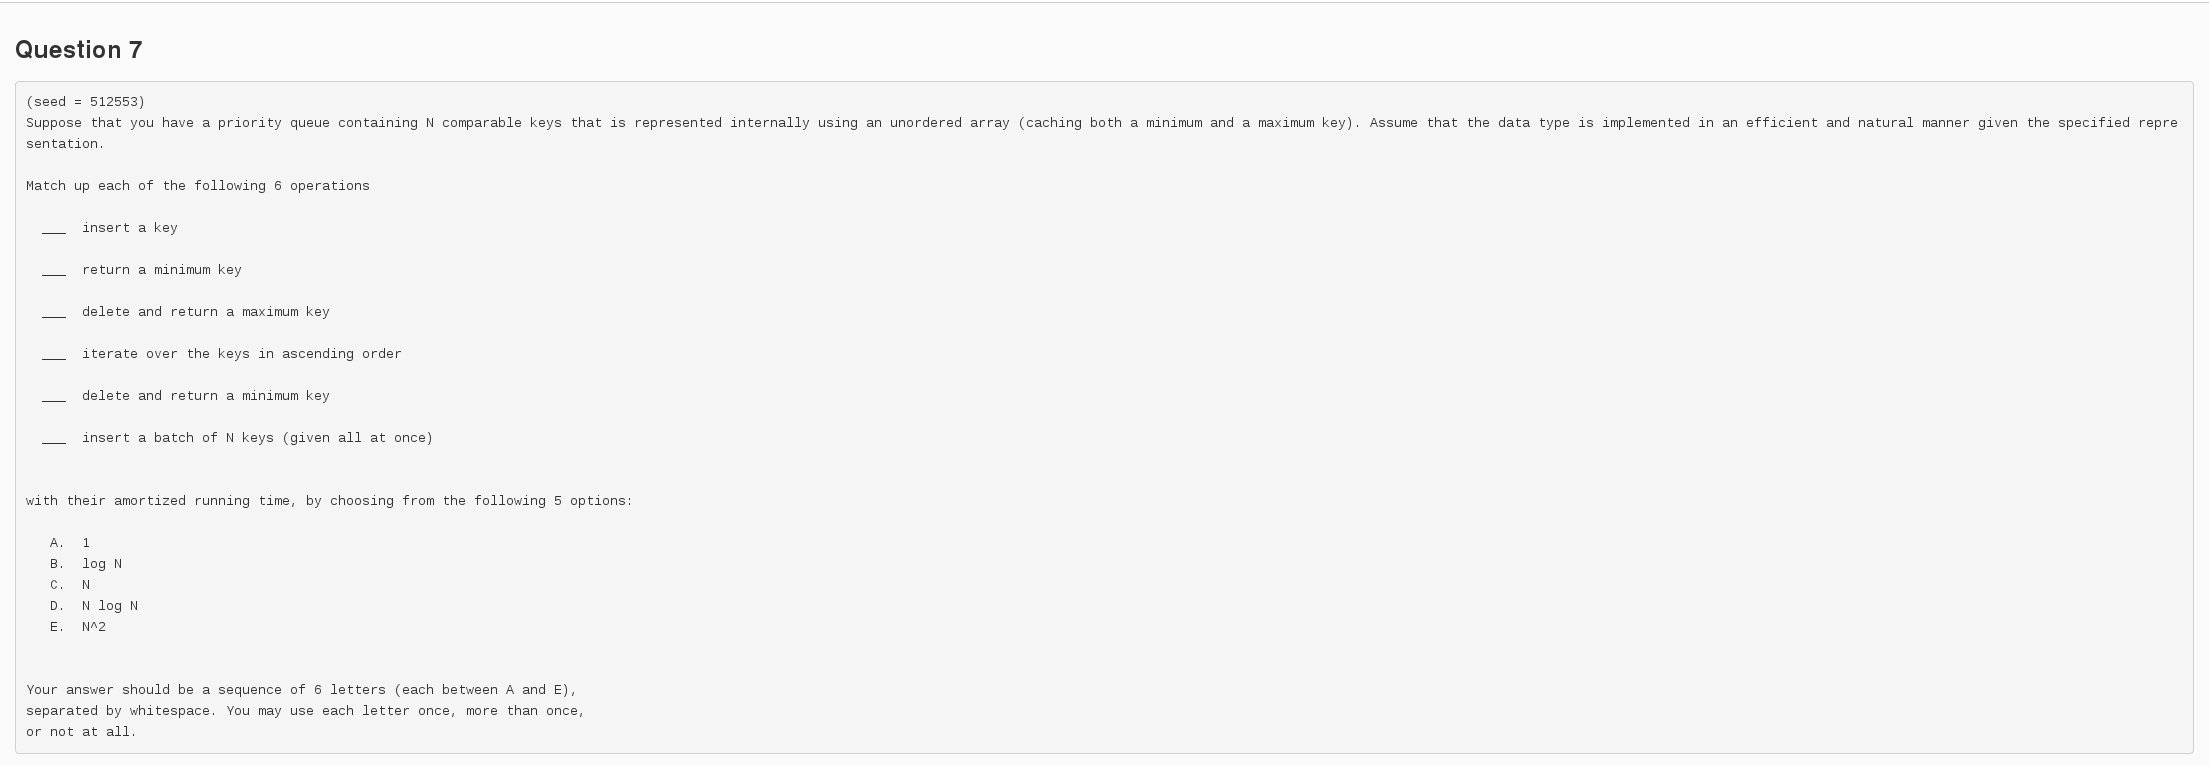 Question 7
(seed = 512553)
Suppose that you have a priority queue containing N comparable keys that is represented internally using an unordered array (caching both a minimum and a maximum key). Assume that the data type is implemented in an efficient and natural manner given the specified repre
sentation.
Match up each of the following 6 operations
___ insert a key
___ return a minimum key
___ delete and return a maximum key
___ iterate over the keys in ascending order
___ delete and return a minimum key
___ insert a batch of N keys (given all at once)
with their amortized running time, by choosing from the following 5 options:
A. 1
B. log N
C. N
D. N log N
E. N^2
Your answer should be a sequence of 6 letters (each between A and E),
separated by whitespace. You may use each letter once, more than once,
or not at all.